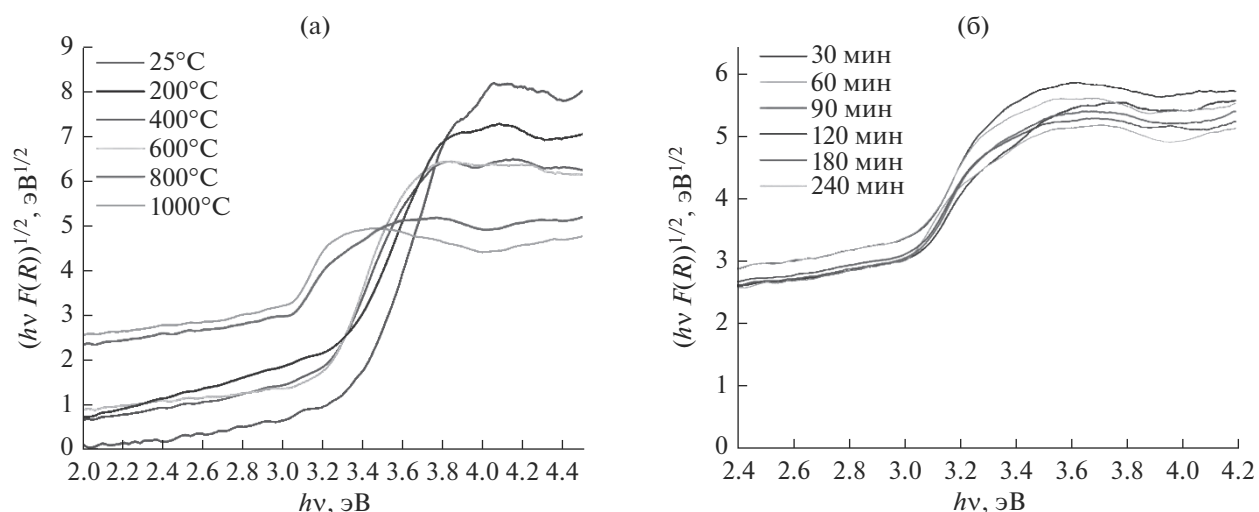 (а)
(hν F(R))^1/2, эВ^1/2
9
8
7
6
5
4
3
2
1
0
25°C
200°C
400°C
600°C
800°C
1000°C
2.0 2.2 2.4 2.6 2.8 3.0 3.2 3.4 3.6 3.8 4.0 4.2 4.4
hν, эВ
(б)
(hν F(R))^1/2, эВ^1/2
6
5
4
3
2
1
0
30 мин
60 мин
90 мин
120 мин
180 мин
240 мин
2.4 2.6 2.8 3.0 3.2 3.4 3.6 3.8 4.0 4.2
hν, эВ